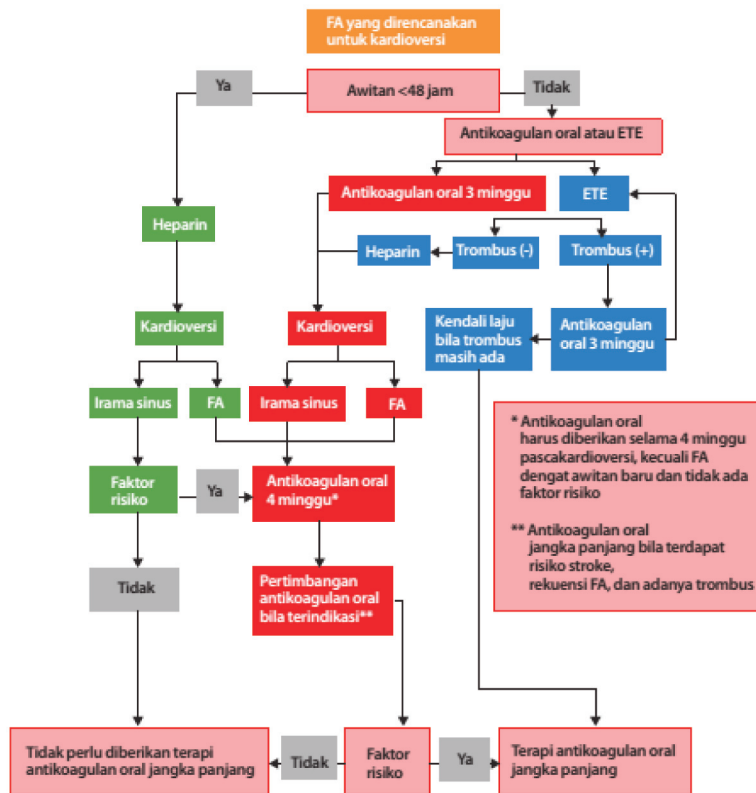 FA yang direncanakan
untuk kardioversi
Ya
Awitan <48 jam
Tidak
Antikoagulan oral atau ETE
Antikoagulan oral 3 minggu
ETE
Heparin
Heparin
Trombus (-)
Trombus (+)
Kardioversi
Kardioversi
Kendali laju
bila trombus
masih ada
Antikoagulan
oral 3 minggu
Irama sinus
FA
Irama sinus
FA
* Antikoagulan oral
harus diberikan selama 4 minggu
pascakardioversi, kecuali FA
dengat awitan baru dan tidak ada
faktor risiko
** Antikoagulan oral
jangka panjang bila terdapat
risiko stroke,
rekuensi FA, dan adanya trombus.
Faktor
risiko
Ya
Antikoagulan oral
4 minggu*
Tidak
Pertimbangan
antikoagulan oral
bila terindikasi**
Tidak perlu diberikan terapi
antikoagulan oral jangka panjang
Tidak
Faktor
risiko
Ya
Terapi antikoagulan oral
jangka panjang